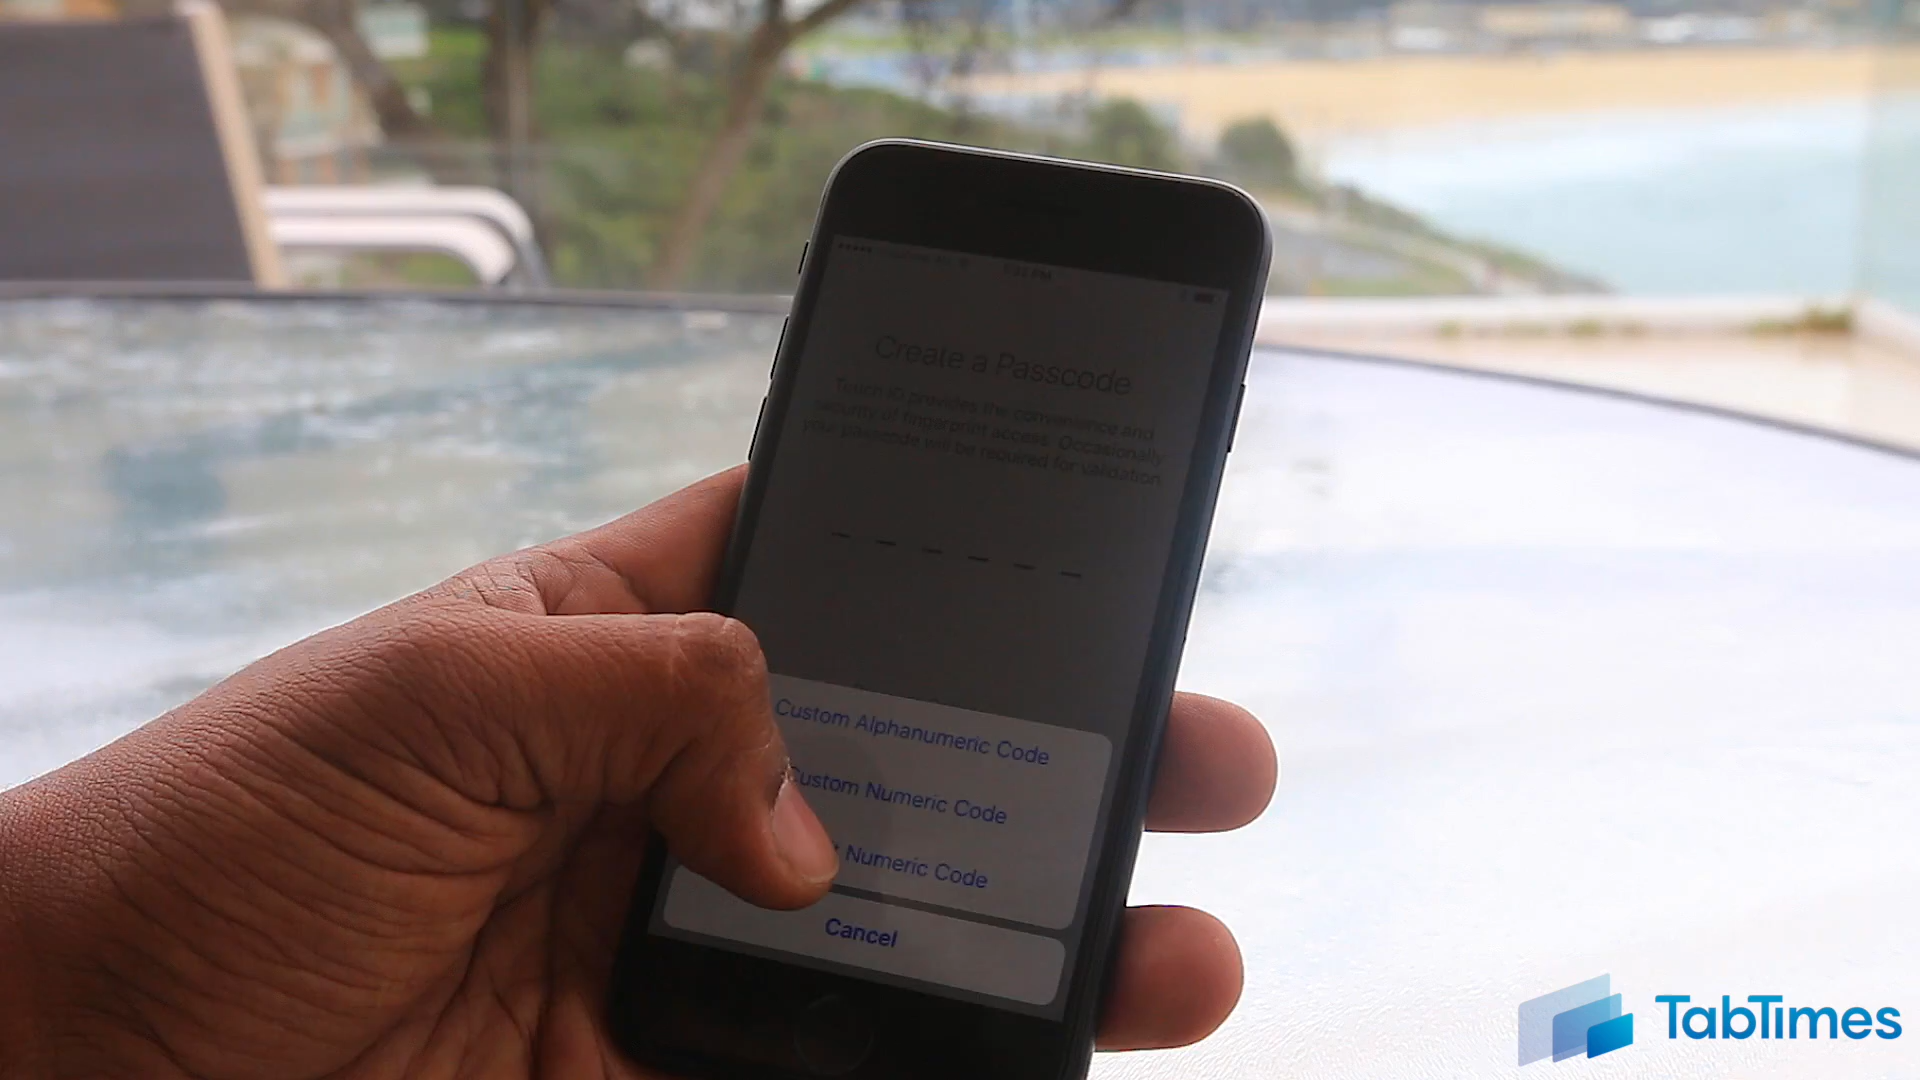 Create a Passcode
Touch ID provides the convenience and
security of fingerprint access. Occasionally
your passcode will be required for validation.
Custom Alphanumeric Code
Custom Numeric Code
Numeric Code
Cancel
TabTimes